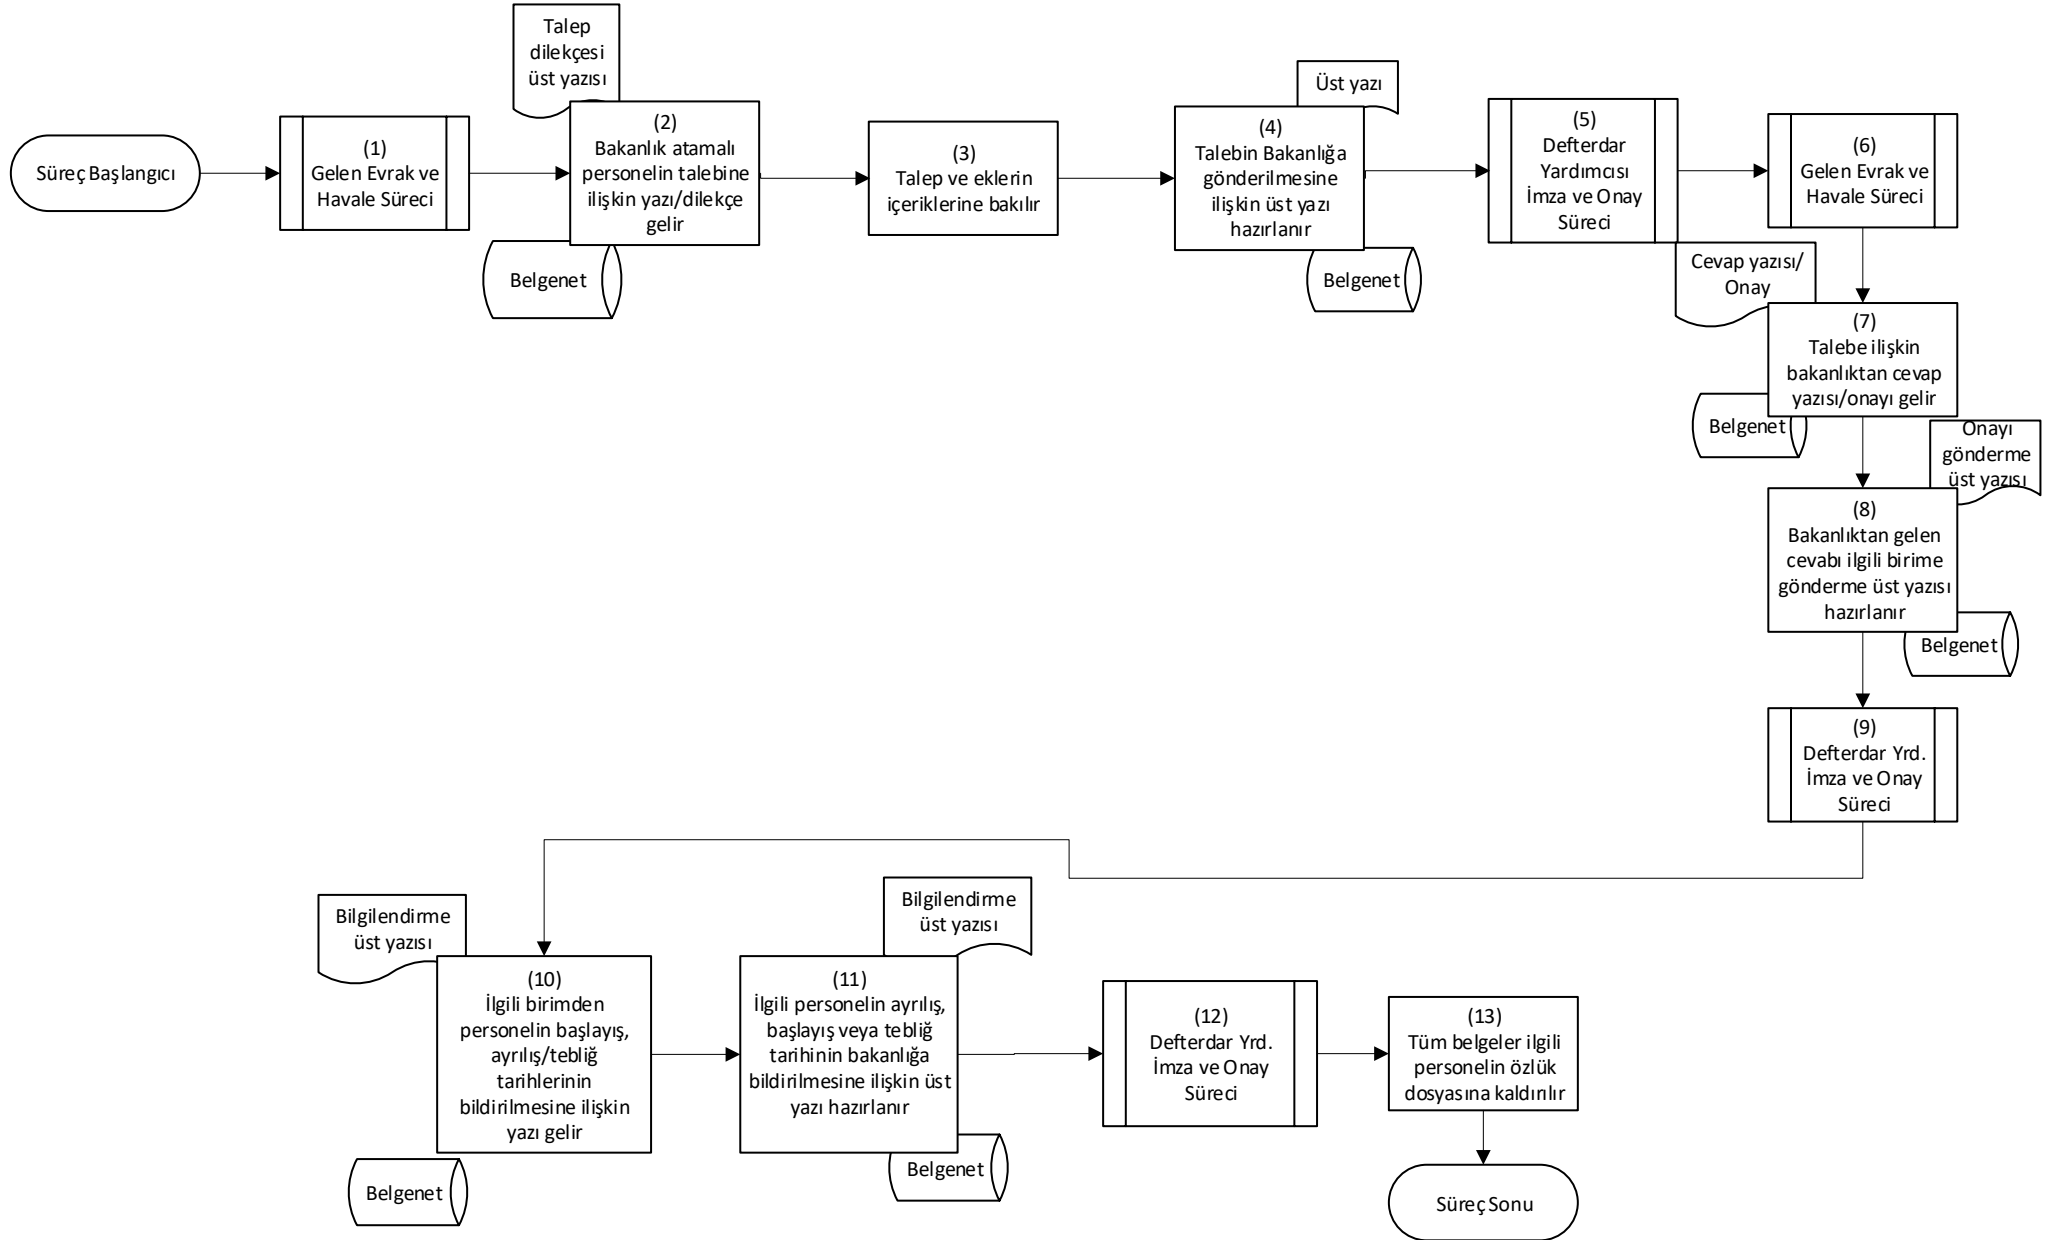 Süreç Başlangıcı
(1)
Gelen Evrak ve
Havale Süreci
Talep
dilekçesi
üst yazısı
(2)
Bakanlık atamalı
personelin talebine
ilişkin yazı/dilekçe
gelir
Belgenet
(3)
Talep ve eklerin
içeriklerine bakılır
Üst yazı
(4)
Talebin Bakanlığa
gönderilmesine
ilişkin üst yazı
hazırlanır
Belgenet
(5)
Defterdar
Yardımcısı
İmza ve Onay
Süreci
(6)
Gelen Evrak ve
Havale Süreci
Cevap yazısı/
Onay
(7)
Talebe ilişkin
bakanlıktan cevap
yazısı/onayı gelir
Belgenet
Onayı
gönderme
üst yazısı
(8)
Bakanlıktan gelen
cevabı ilgili birime
gönderme üst yazısı
hazırlanır
Belgenet
(9)
Defterdar Yrd.
İmza ve Onay
Süreci
Bilgilendirme
üst yazısı
(10)
İlgili birimden
personelin başlayış,
ayrılış/tebliğ
tarihlerinin
bildirilmesine ilişkin
yazı gelir
Belgenet
Bilgilendirme
üst yazısı
(11)
İlgili personelin ayrılış,
başlayış veya tebliğ
tarihinin bakanlığa
bildirilmesine ilişkin üst
yazı hazırlanır
Belgenet
(12)
Defterdar Yrd.
İmza ve Onay
Süreci
(13)
Tüm belgeler ilgili
personelin özlük
dosyasına kaldırılır
Süreç Sonu